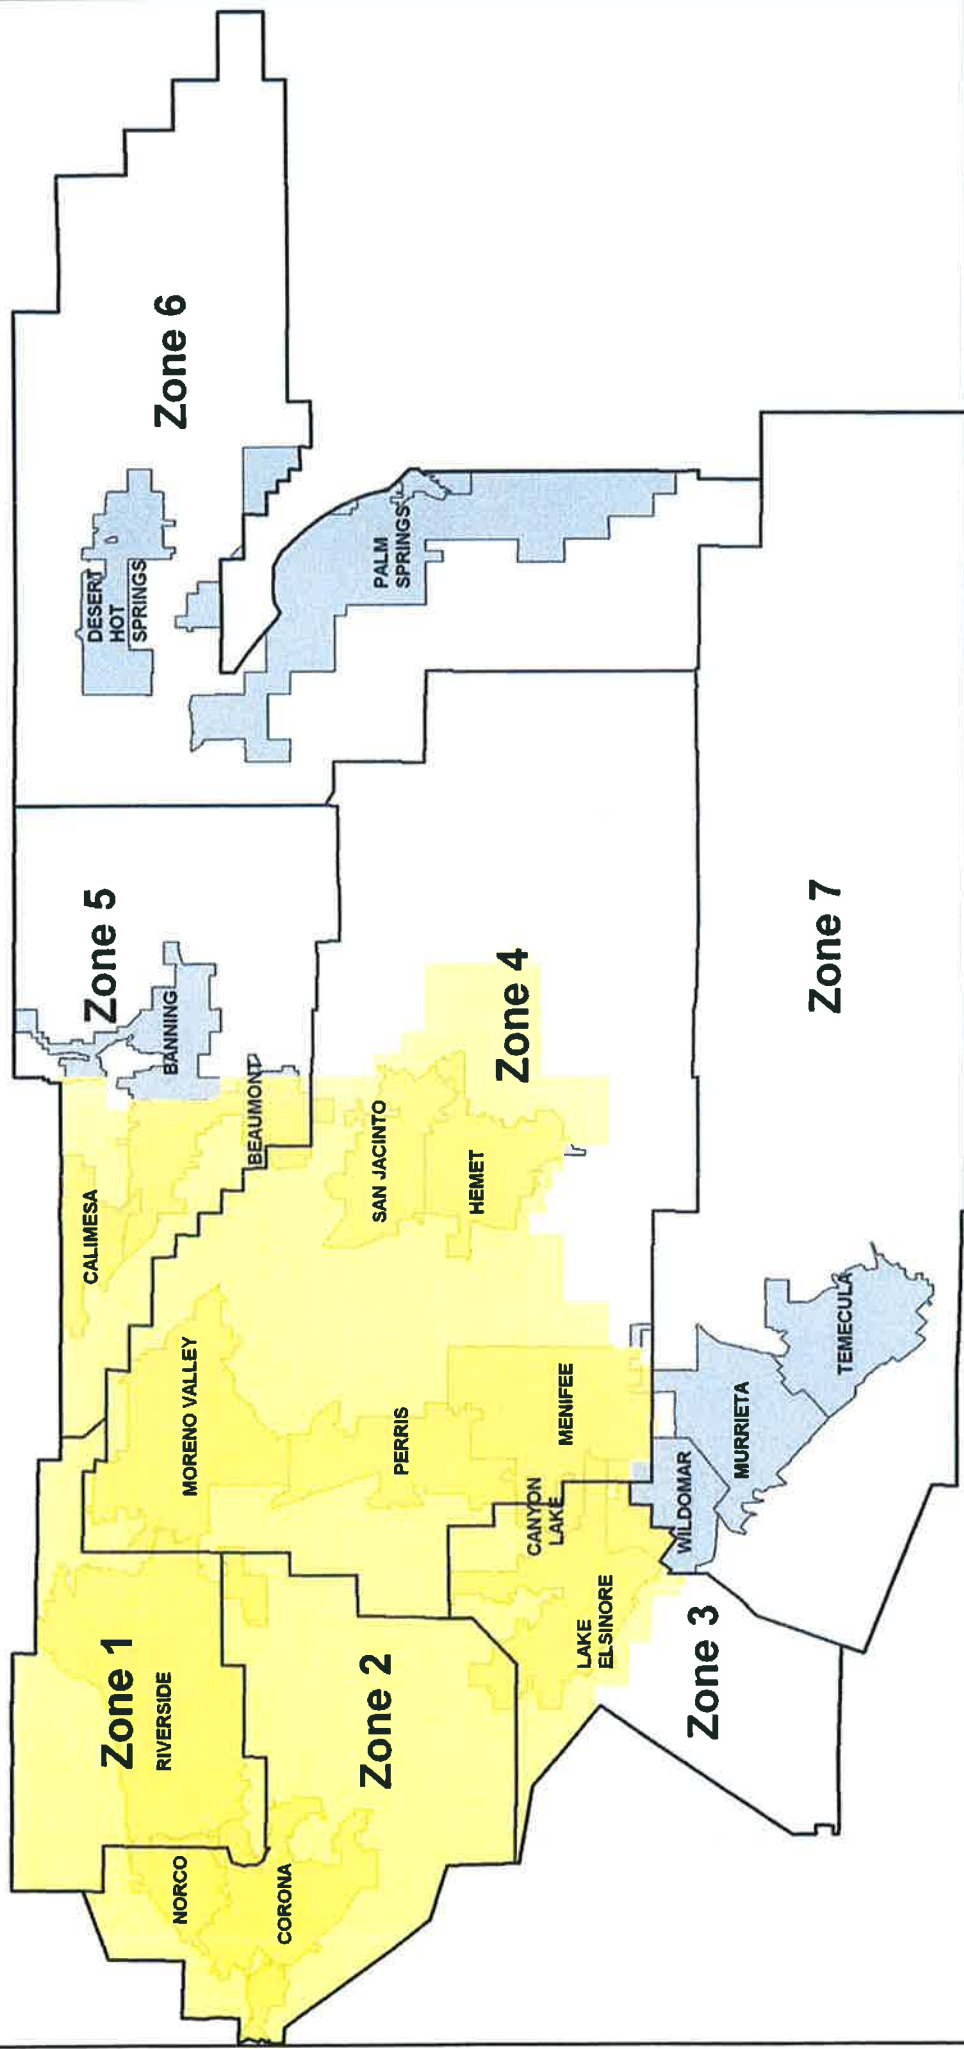 Zone 1
RIVERSIDE
NORCO
CORONA
Zone 2
LAKE
ELSINORE
Zone 3
CANYON
LAKE
MORENO VALLEY
PERRIS
MENIFEE
WILDOMAR
MURRIETA
TEMECULA
CALIMESA
BEAUMONT
BANNING
Zone 5
SAN JACINTO
HEMET
Zone 4
Zone 7
DESERT
HOT
SPRINGS
PALM
SPRINGS
Zone 6